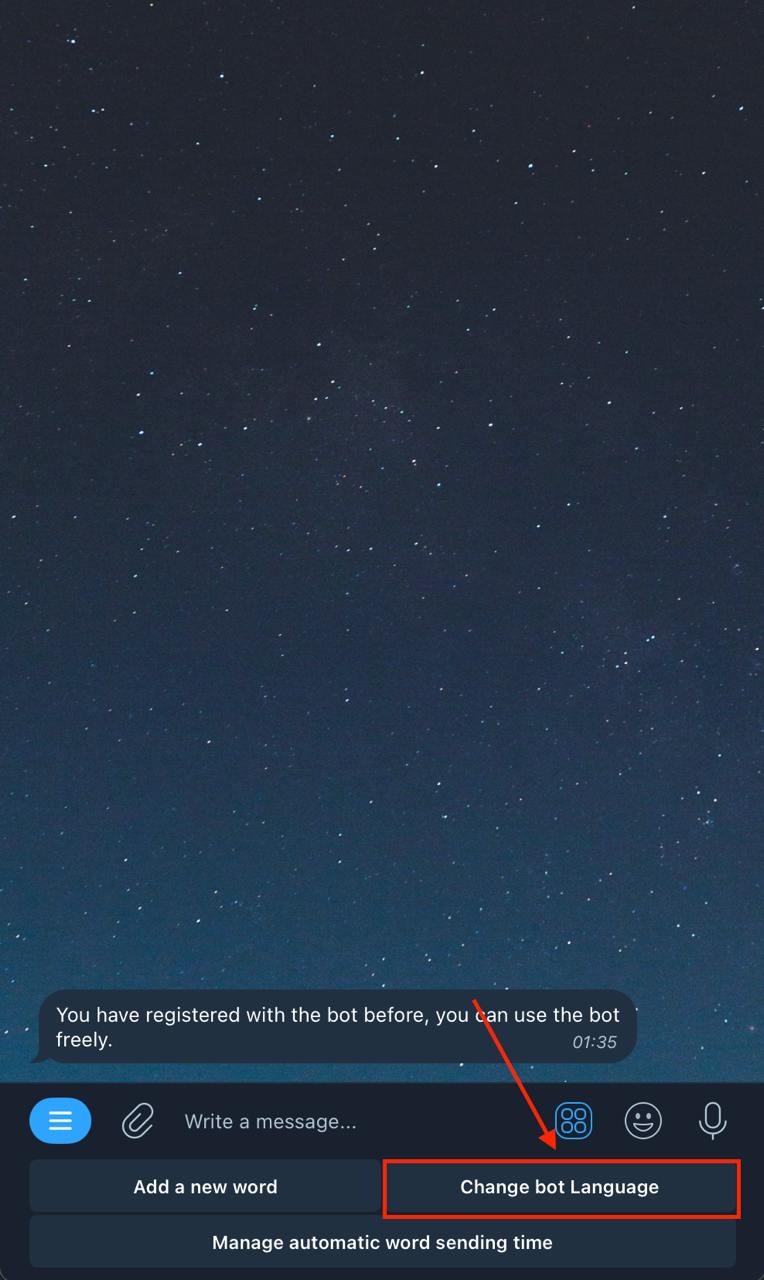 You have registered with the bot before, you can use the bot
freely.
01:35
Write a message...
Add a new word
Change bot Language
Manage automatic word sending time